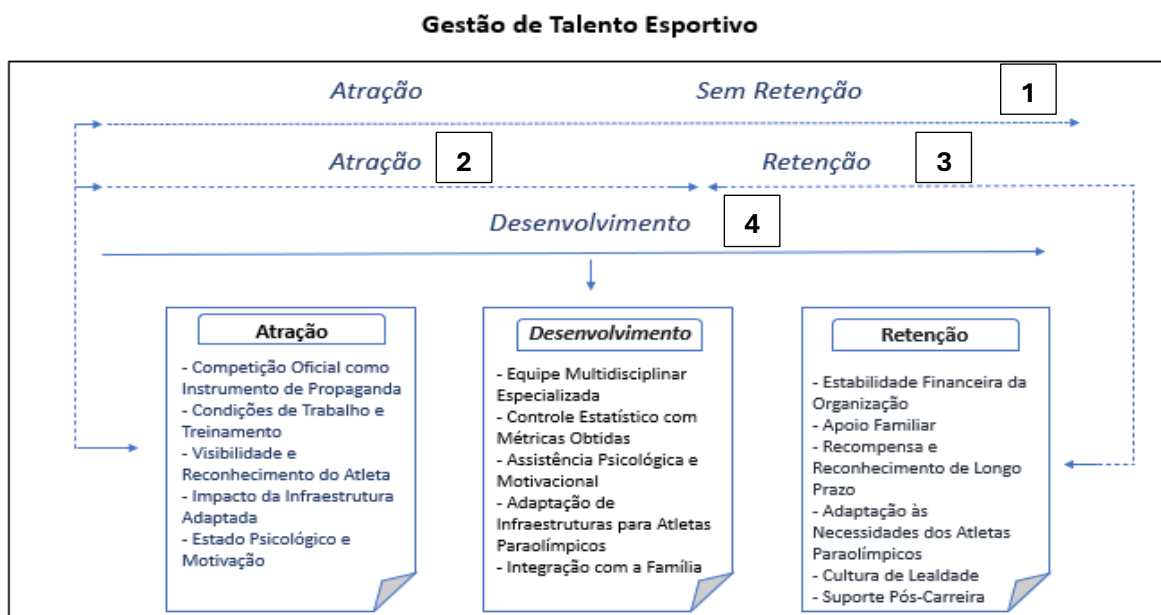 Gestão de Talento Esportivo
Atração Sem Retenção 1
Atração 2 Retenção 3
Desenvolvimento 4
Atração
- Competição Oficial como
Instrumento de Propaganda
- Condições de Trabalho e
Treinamento
- Visibilidade e
Reconhecimento do Atleta
- Impacto da Infraestrutura
Adaptada
- Estado Psicológico e
Motivação
Desenvolvimento
- Equipe Multidisciplinar
Especializada
- Controle Estatístico com
Métricas Obtidas
- Assistência Psicológica e
Motivacional
- Adaptação de
Infraestruturas para Atletas
Paraolímpicos
- Integração com a Família
Retenção
- Estabilidade Financeira da
Organização
- Apoio Familiar
- Recompensa e
Reconhecimento de Longo
Prazo
- Adaptação às
Necessidades dos Atletas
Paraolímpicos
- Cultura de Lealdade
- Suporte Pós-Carreira